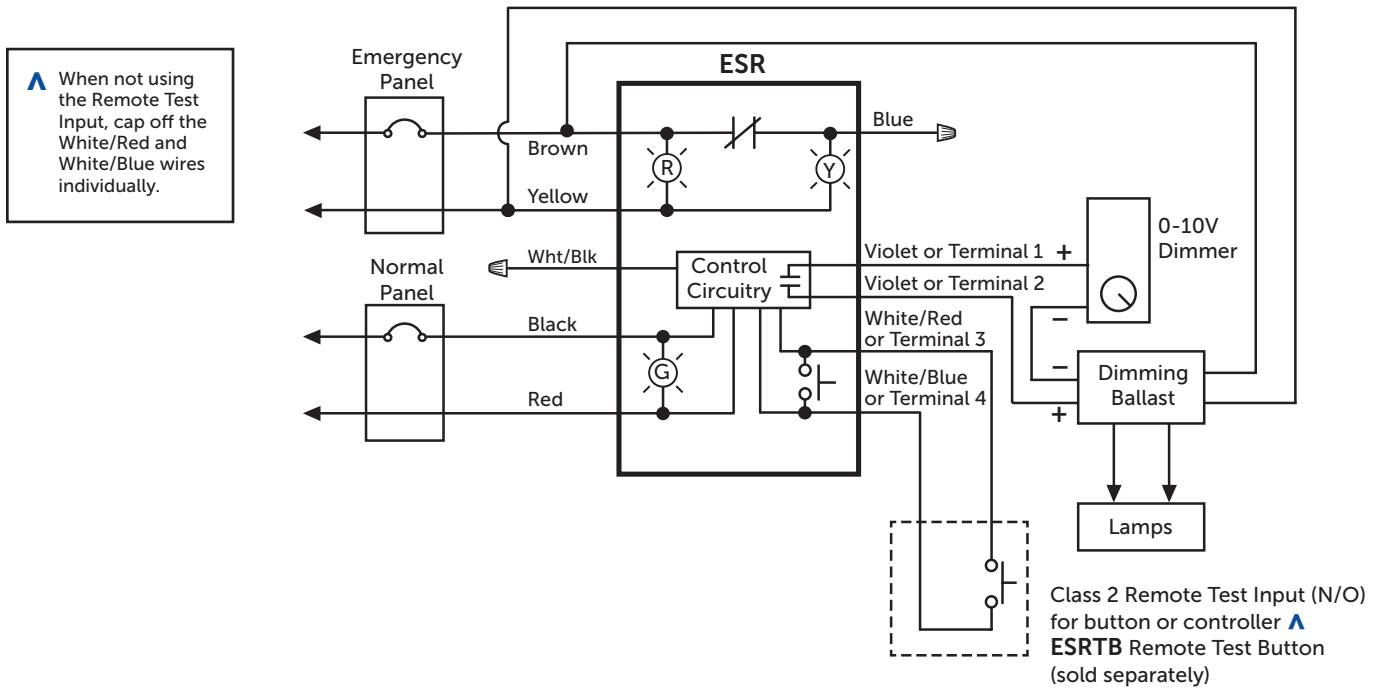 Λ When not using
the Remote Test
Input, cap off the
White/Red and
White/Blue wires
individually.
Emergency
Panel
ESR
Brown
Blue
R
Y
Yellow
Normal
Panel
Wht/Blk
Control
Circuitry
Violet or Terminal 1 +
Violet or Terminal 2
0-10V
Dimmer
–
Black
G
Red
White/Red
or Terminal 3
White/Blue
or Terminal 4
–
+
Dimming
Ballast
Lamps
Class 2 Remote Test Input (N/O)
for button or controller Λ
ESRTB Remote Test Button
(sold separately)